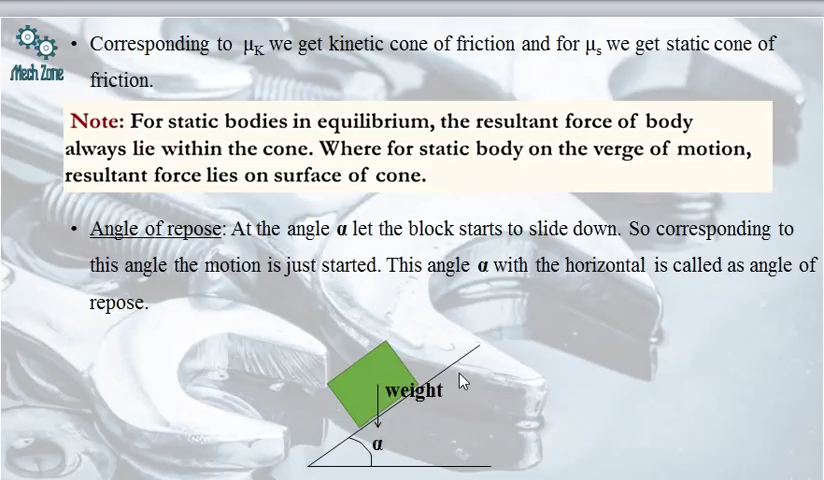 Mech Zone
• Corresponding to μK we get kinetic cone of friction and for μs we get static cone of
friction.
Note: For static bodies in equilibrium, the resultant force of body
always lie within the cone. Where for static body on the verge of motion,
resultant force lies on surface of cone.
• Angle of repose: At the angle α let the block starts to slide down. So corresponding to
this angle the motion is just started. This angle α with the horizontal is called as angle of
repose.
weight
α